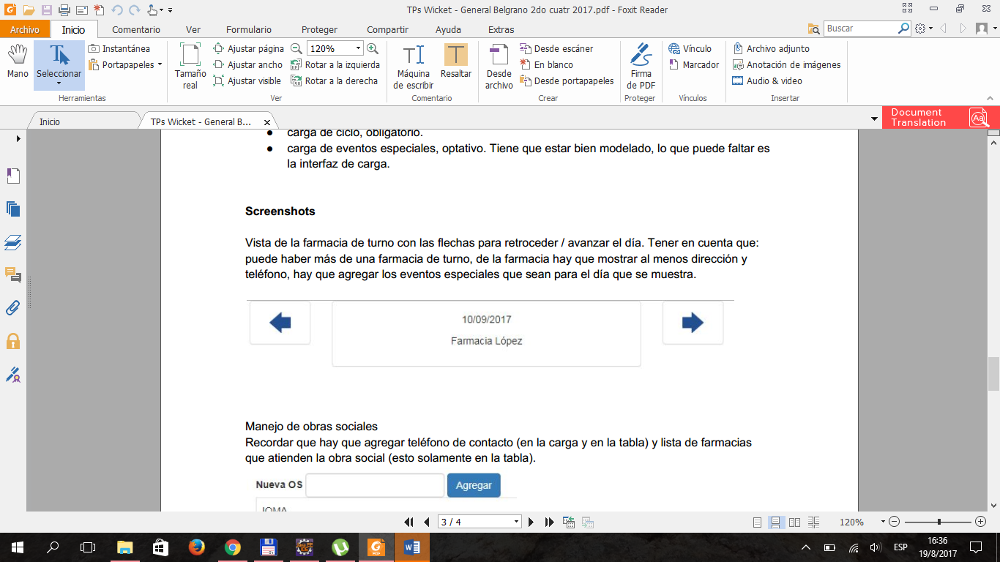 TPs Wicket - General Belgrano 2do cuatr 2017.pdf - Foxit Reader
Archivo Inicio Comentario Ver Formulario Proteger Compartir Ayuda Extras Buscar
Mano
Seleccionar
Instantánea
Portapapeles
Herramientas
Tamaño
real
Ajustar página
Ajustar ancho
Ajustar visible
120%
Rotar a la izquierda
Rotar a la derecha
Ver
Máquina
de escribir
Resaltar
Comentario
Desde
archivo
Desde escáner
En blanco
Desde portapapeles
Crear
Firma
de PDF
Proteger
Vínculo
Marcador
Vínculos
Archivo adjunto
Anotación de imágenes
Audio & video
Insertar
Inicio
TPs Wicket - General B...
Document
Translation
carga de ciclo, obligatorio.
carga de eventos especiales, optativo. Tiene que estar bien modelado, lo que puede faltar es
la interfaz de carga.
Screenshots
Vista de la farmacia de turno con las flechas para retroceder / avanzar el día. Tener en cuenta que:
puede haber más de una farmacia de turno, de la farmacia hay que mostrar al menos dirección y
teléfono, hay que agregar los eventos especiales que sean para el día que se muestra.
10/09/2017
Farmacia López
Manejo de obras sociales
Recordar que hay que agregar teléfono de contacto (en la carga y en la tabla) y lista de farmacias
que atienden la obra social (esto solamente en la tabla).
Nueva OS Agregar
IOMA
3 / 4
120%
ESP
16:36
19/8/2017